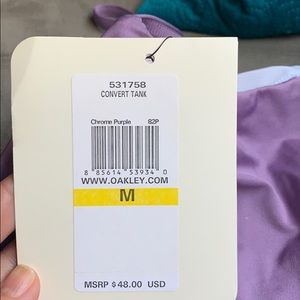 531758
CONVERT TANK
Chrome Purple 82P
8 85614 53934 0
WWW.OAKLEY.COM
M
MSRP $48.00 USD